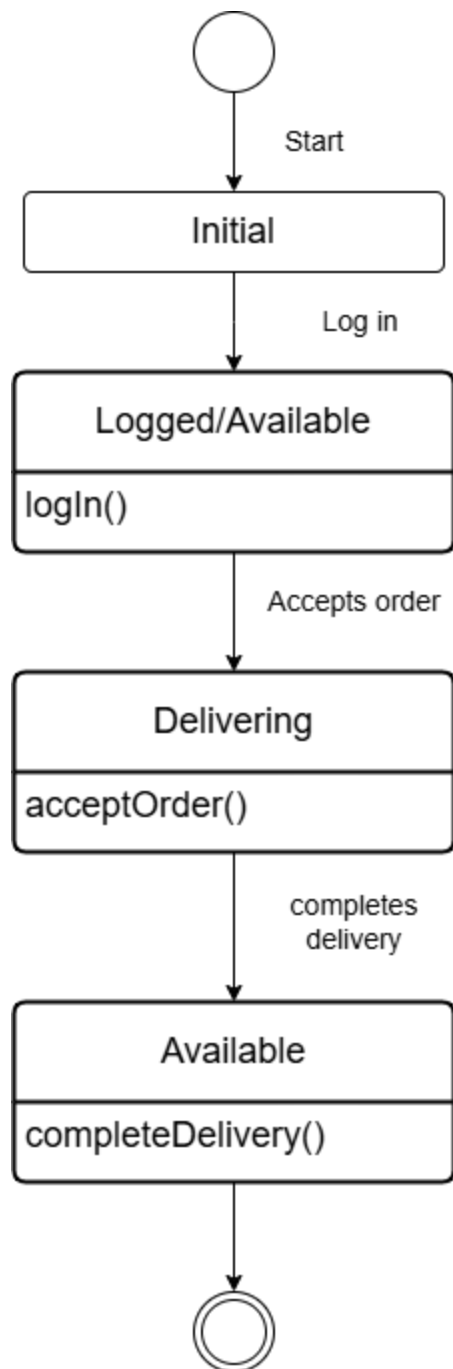 Start
Initial
Log in
Logged/Available
logIn()
Accepts order
Delivering
acceptOrder()
completes
delivery
Available
completeDelivery()